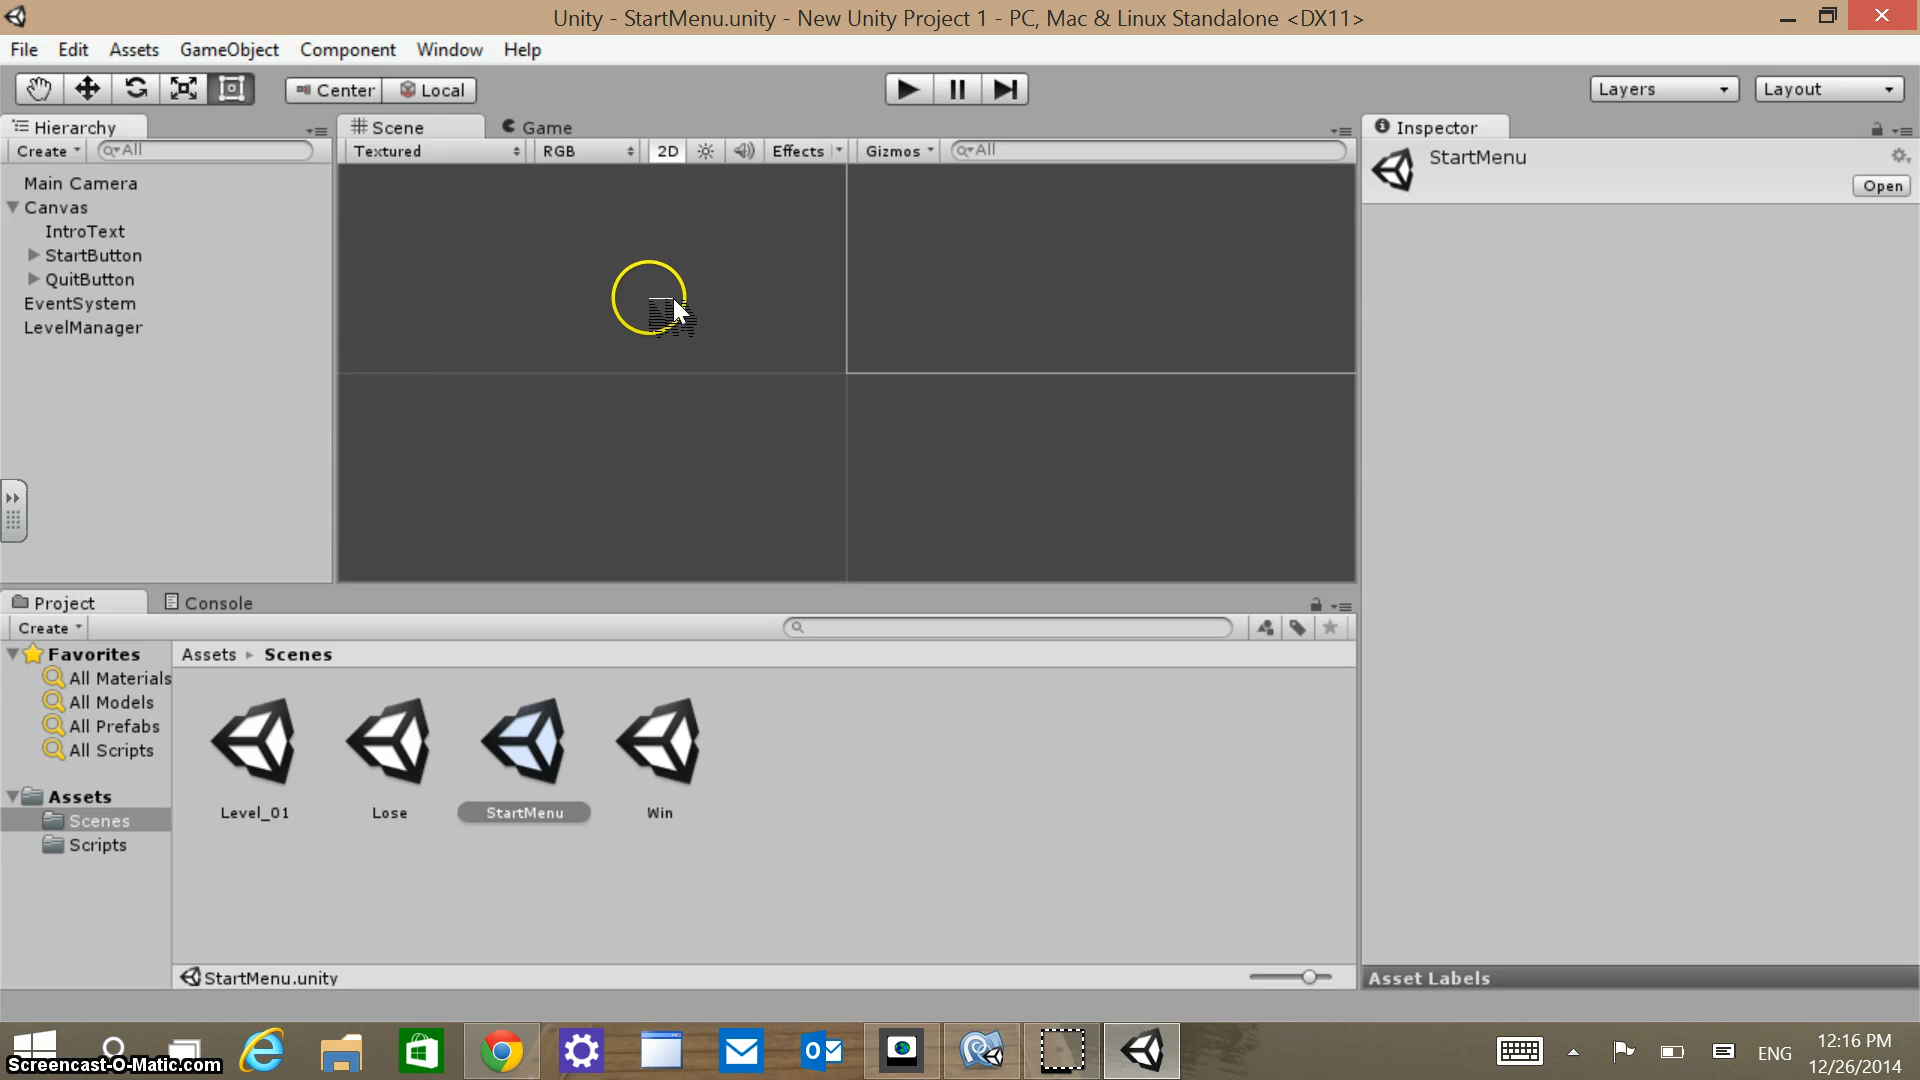 Unity - StartMenu.unity - New Unity Project 1 - PC, Mac & Linux Standalone <DX11>
File Edit Assets GameObject Component Window Help
Center Local Layers Layout
Hierarchy Scene Game Inspector
Create All Textured RGB 2D Effects Gizmos All
StartMenu
Open
Main Camera
Canvas
IntroText
StartButton
QuitButton
EventSystem
LevelManager
Project Console
Create
Favorites
All Materials
All Models
All Prefabs
All Scripts
Assets
Scenes
Scripts
Assets Scenes
Level_01 Lose StartMenu Win
StartMenu.unity
Asset Labels
Screencast-O-Matic.com
ENG
12:16 PM
12/26/2014